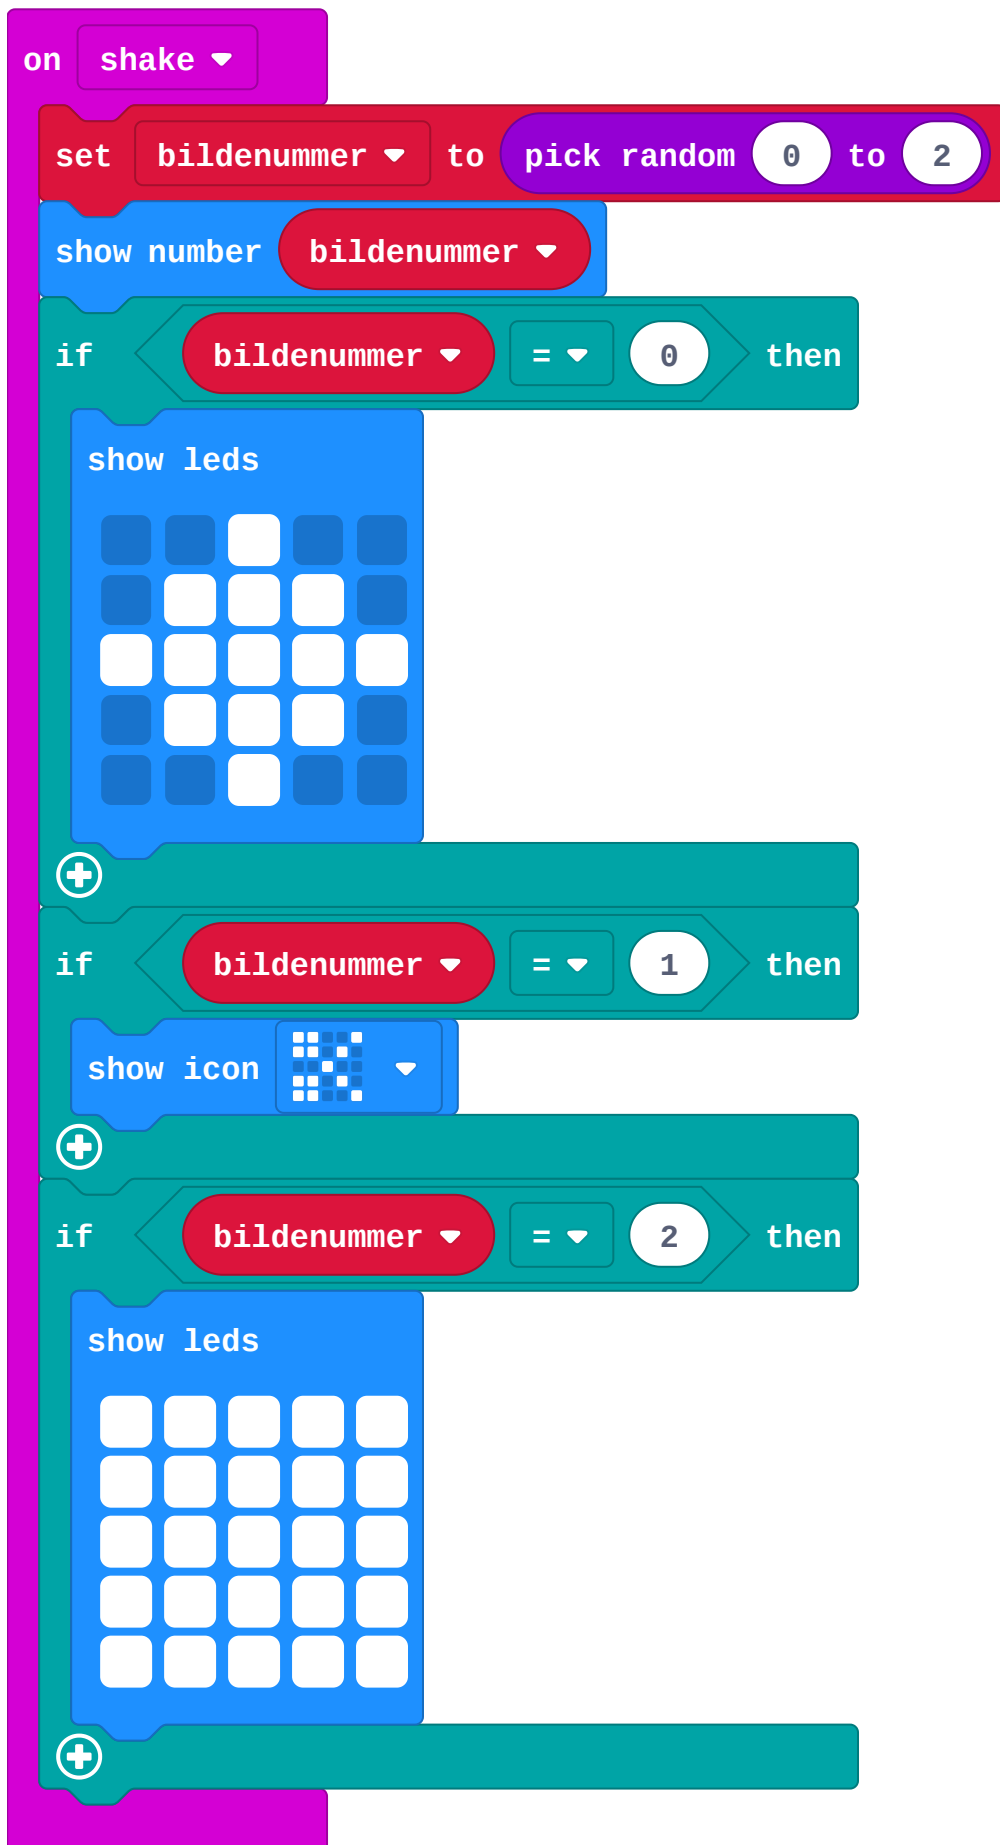 on shake
set bildenummer to pick random 0 to 2
show number bildenummer
if bildenummer = 0 then
show leds
if bildenummer = 1 then
show icon
if bildenummer = 2 then
show leds